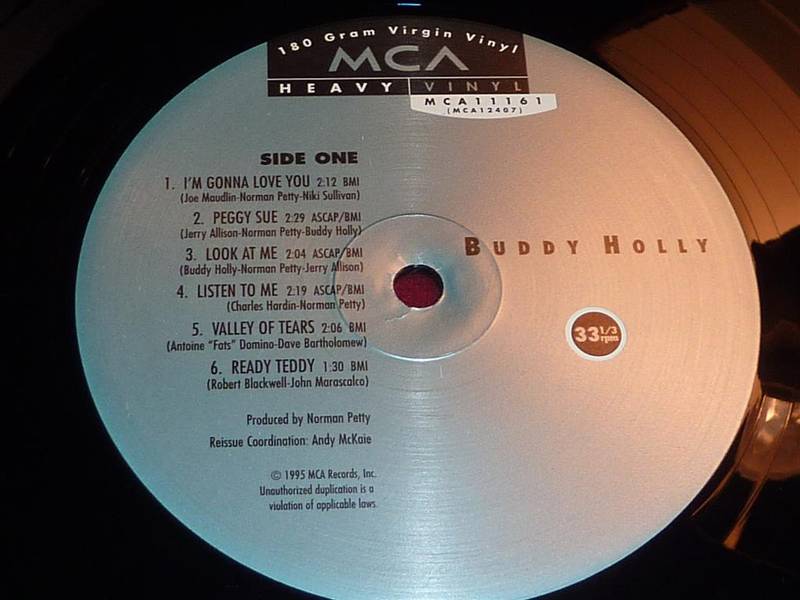 180 Gram Virgin Vinyl
MCA
HEAVY VINYL
MCA11161
(MCA12407)
SIDE ONE
1. I'M GONNA LOVE YOU 2:12 BMI
(Joe Maudlin-Norman Petty-Niki Sullivan)
2. PEGGY SUE 2:29 ASCAP/BMI
(Jerry Allison-Norman Petty-Buddy Holly)
3. LOOK AT ME 2:04 ASCAP/BMI
(Buddy Holly-Norman Petty-Jerry Allison)
4. LISTEN TO ME 2:19 ASCAP/BMI
(Charles Hardin-Norman Petty)
5. VALLEY OF TEARS 2:06 BMI
(Antoine "Fats" Domino-Dave Bartholomew)
6. READY TEDDY 1:30 BMI
(Robert Blackwell-John Marascalco)
Produced by Norman Petty
Reissue Coordination: Andy McKaie
© 1995 MCA Records, Inc.
Unauthorized duplication is a
violation of applicable laws.
BUDDY HOLLY
33 1/3
rpm